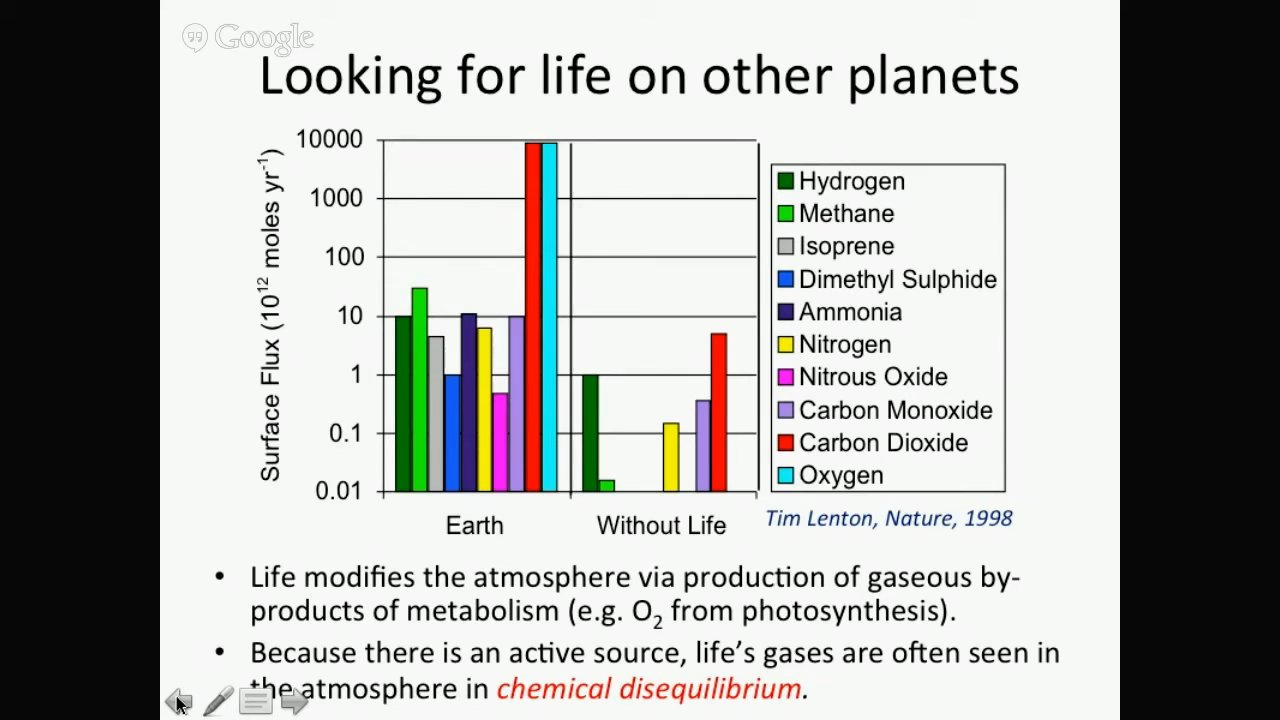 Google
Looking for life on other planets
Surface Flux (10¹² moles yr⁻¹)
10000
1000
100
10
1
0.1
0.01
Earth
Without Life
Hydrogen
Methane
Isoprene
Dimethyl Sulphide
Ammonia
Nitrogen
Nitrous Oxide
Carbon Monoxide
Carbon Dioxide
Oxygen
Tim Lenton, Nature, 1998
• Life modifies the atmosphere via production of gaseous by-
products of metabolism (e.g. O₂ from photosynthesis).
• Because there is an active source, life's gases are often seen in
the atmosphere in chemical disequilibrium.